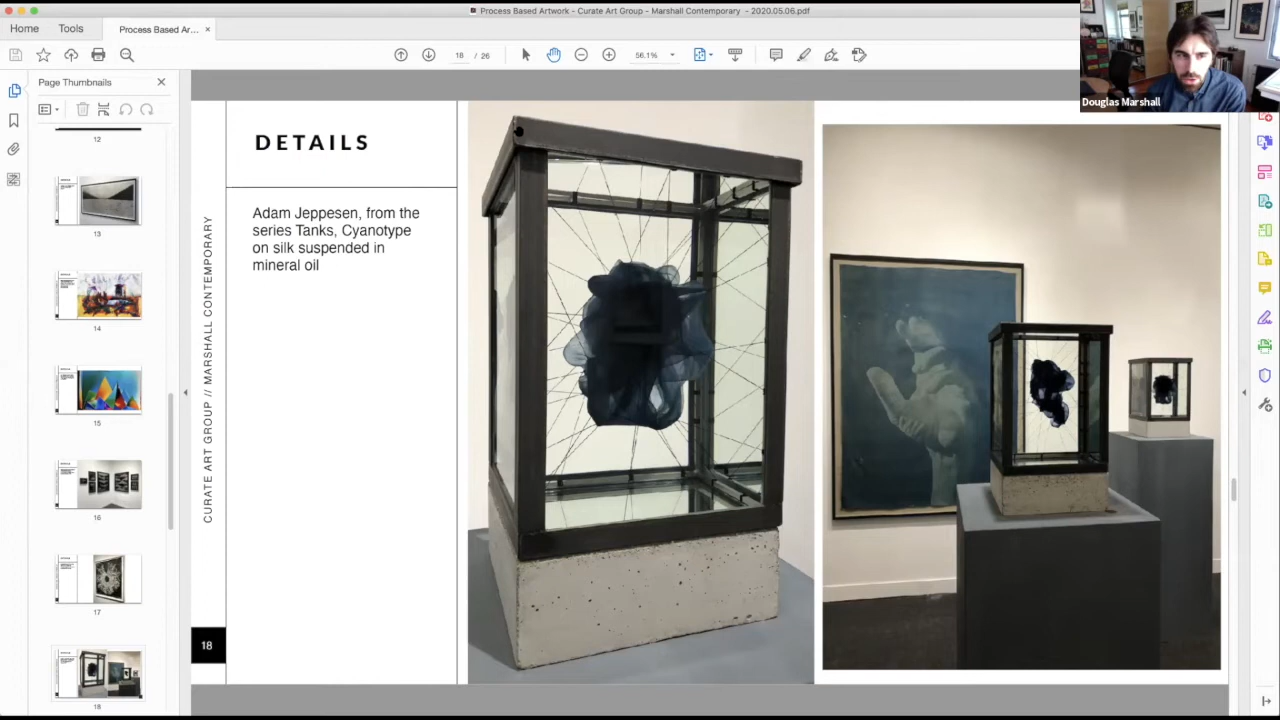 Process Based Artwork - Curate Art Group - Marshall Contemporary - 2020.05.06.pdf
Home
Tools
Process Based Ar...
18 / 26
56.1%
Douglas Marshall
Page Thumbnails
12
13
14
15
16
17
18
CURATE ART GROUP // MARSHALL CONTEMPORARY
18
DETAILS
Adam Jeppesen, from the
series Tanks, Cyanotype
on silk suspended in
mineral oil